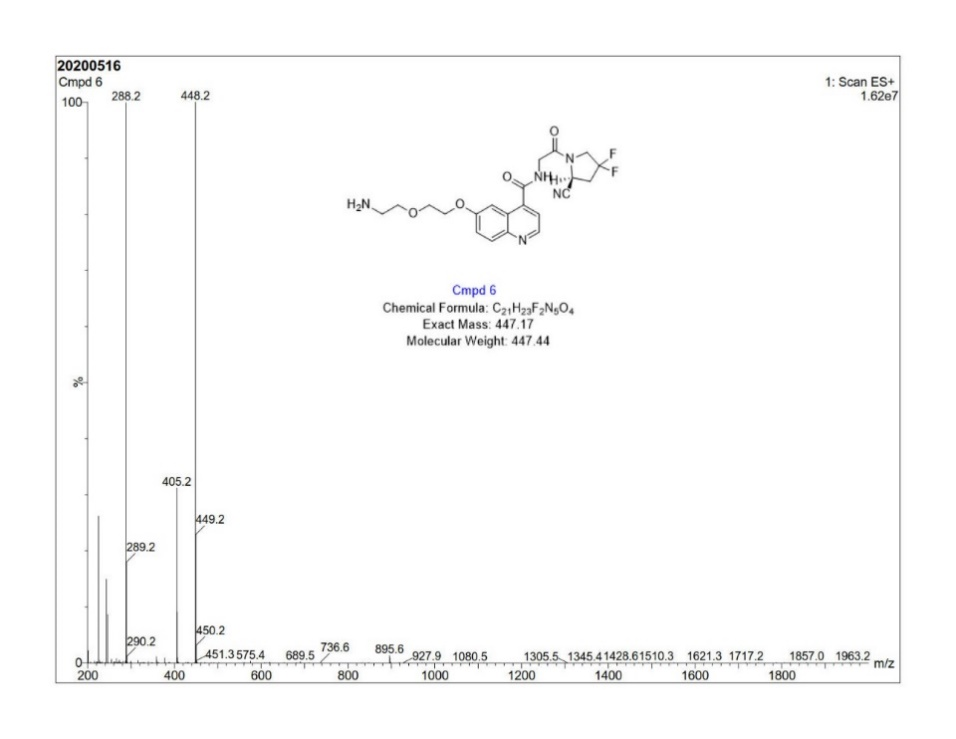 20200516
Cmpd 6
1: Scan ES+
1.62e7
100
288.2
448.2
O
N
F
F
O
NH
H
NC
H₂N
O
O
N
Cmpd 6
Chemical Formula: C₂₁H₂₃F₂N₅O₄
Exact Mass: 447.17
Molecular Weight: 447.44
%
405.2
449.2
289.2
450.2
290.2
451.3 575.4 689.5 736.6 895.6 927.9 1080.5 1305.5 1345.4 1428.6 1510.3 1621.3 1717.2 1857.0 1963.2
0
m/z
200 400 600 800 1000 1200 1400 1600 1800